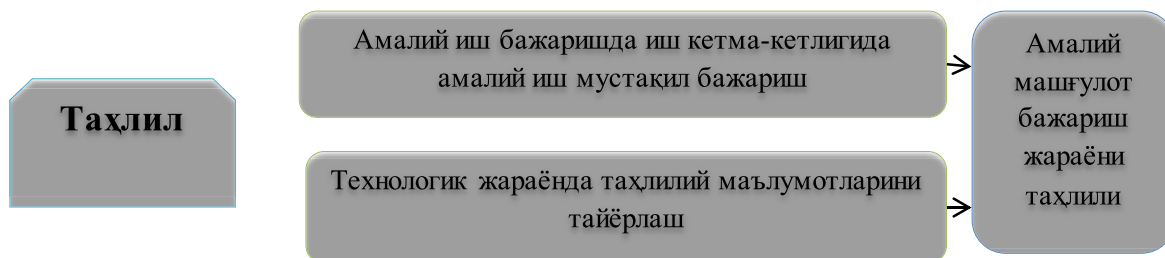 Таҳлил
Амалий иш бажаришда иш кетма-кетлигида
амалий иш мустақил бажариш
Технологик жараёнда таҳлилий маълумотларини
тайёрлаш
Амалий
машғулот
бажариш
жараёни
таҳлили